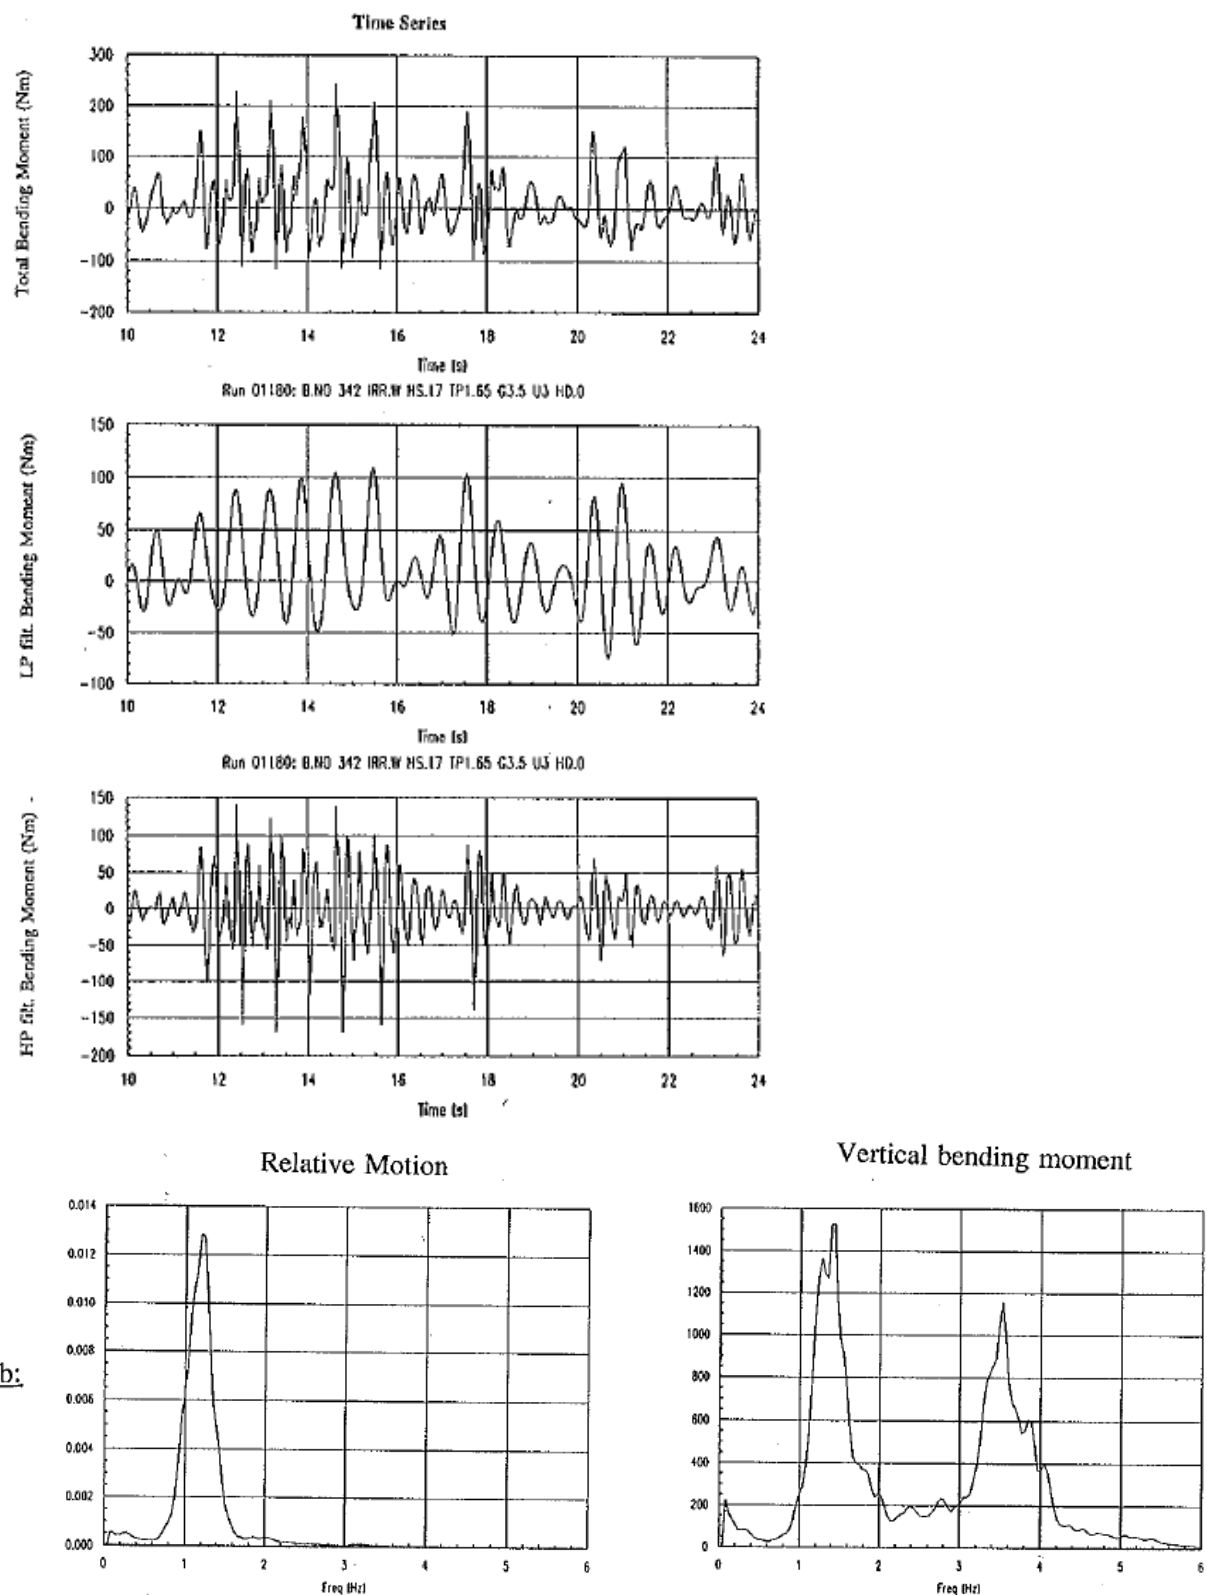 Time Series
Total Bending Moment (Nm)
300
200
100
0
-100
-200
10 12 14 16 18 20 22 24
Time (s)
Run 01180: B.NO 342 IRR.W HS.17 TP1.65 G3.5 U3 HD.0
LP filt. Bending Moment (Nm)
150
100
50
0
-50
-100
10 12 14 16 18 20 22 24
Time (s)
Run 01180: B.NO 342 IRR.W HS.17 TP1.65 G3.5 U3 HD.0
HP filt. Bending Moment (Nm) -
150
100
50
0
-50
-100
-150
-200
10 12 14 16 18 20 22 24
Time (s)
b:
Relative Motion
0.014
0.012
0.010
0.008
0.006
0.004
0.002
0.000
0 1 2 3 4 5 6
Freq (Hz)
Vertical bending moment
1600
1400
1200
1000
800
600
400
200
0
0 1 2 3 4 5 6
Freq (Hz)